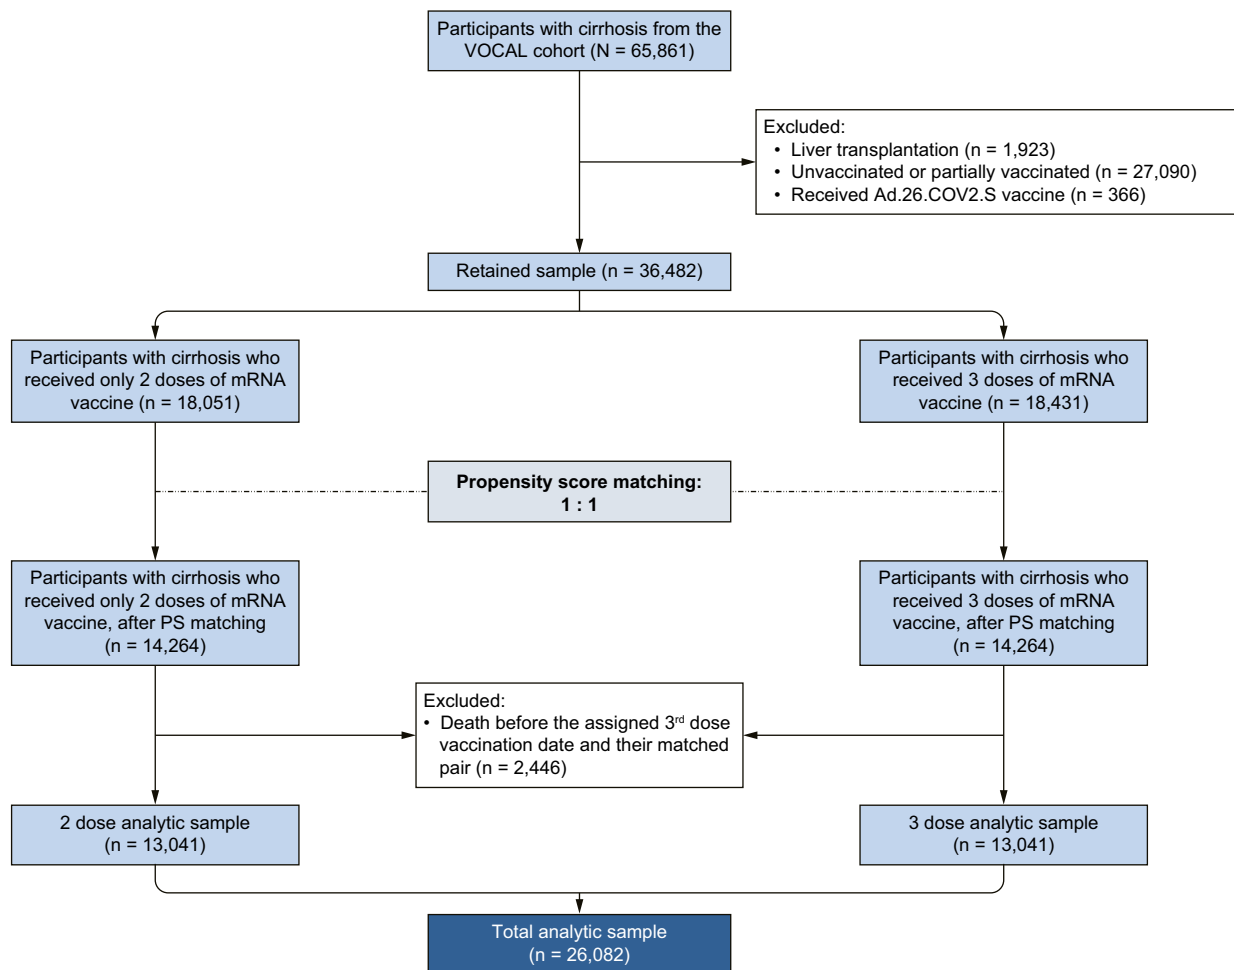 Participants with cirrhosis from the
VOCAL cohort (N = 65,861)
Excluded:
• Liver transplantation (n = 1,923)
• Unvaccinated or partially vaccinated (n = 27,090)
• Received Ad.26.COV2.S vaccine (n = 366)
Retained sample (n = 36,482)
Participants with cirrhosis who
received only 2 doses of mRNA
vaccine (n = 18,051)
Participants with cirrhosis who
received 3 doses of mRNA
vaccine (n = 18,431)
Propensity score matching:
1 : 1
Participants with cirrhosis who
received only 2 doses of mRNA
vaccine, after PS matching
(n = 14,264)
Participants with cirrhosis who
received 3 doses of mRNA
vaccine, after PS matching
(n = 14,264)
Excluded:
• Death before the assigned 3rd dose
vaccination date and their matched
pair (n = 2,446)
2 dose analytic sample
(n = 13,041)
3 dose analytic sample
(n = 13,041)
Total analytic sample
(n = 26,082)